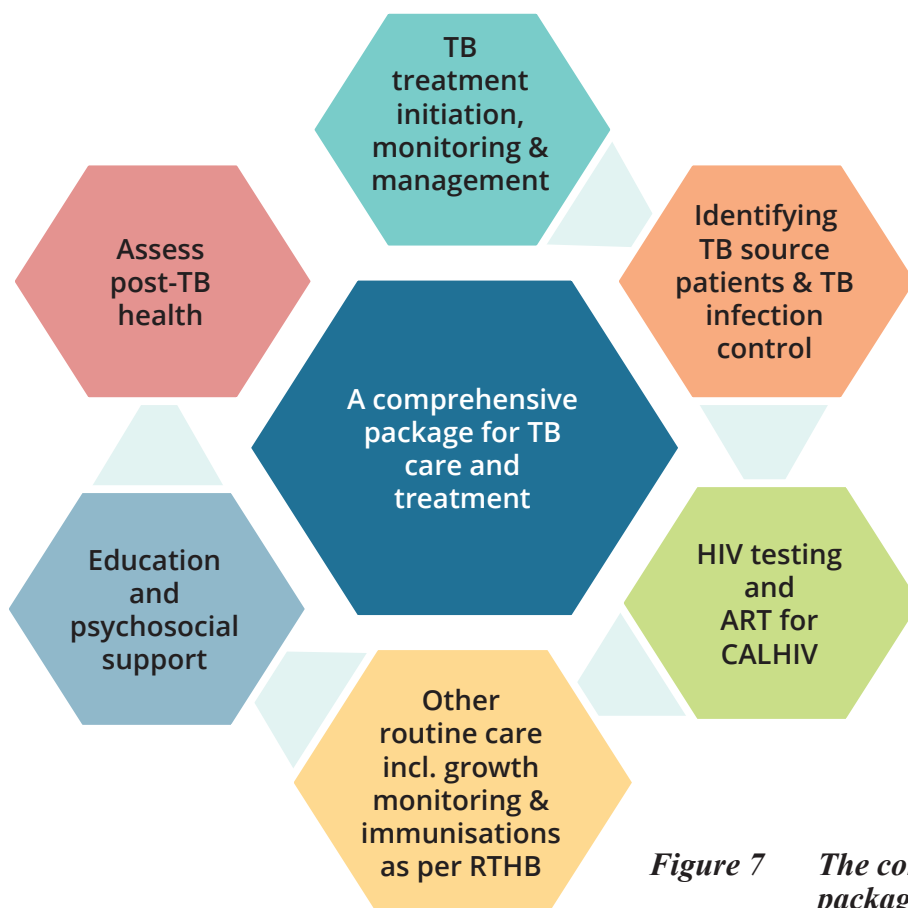 TB
treatment
initiation,
monitoring &
management
Identifying
TB source
patients & TB
infection
control
HIV testing
and
ART for
CALHIV
Other
routine care
incl. growth
monitoring &
immunisations
as per RTHB
Education
and
psychosocial
support
Assess
post-TB
health
A comprehensive
package for TB
care and
treatment
Figure 7 The
packag